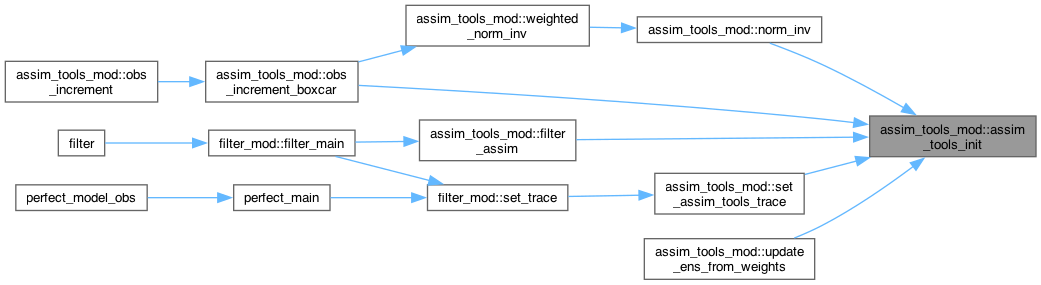 assim_tools_mod::weighted
_norm_inv
assim_tools_mod::norm_inv
assim_tools_mod::obs
_increment
assim_tools_mod::obs
_increment_boxcar
assim_tools_mod::assim
_tools_init
assim_tools_mod::filter
_assim
filter
filter_mod::filter_main
assim_tools_mod::set
_assim_tools_trace
perfect_model_obs
perfect_main
filter_mod::set_trace
assim_tools_mod::update
_ens_from_weights